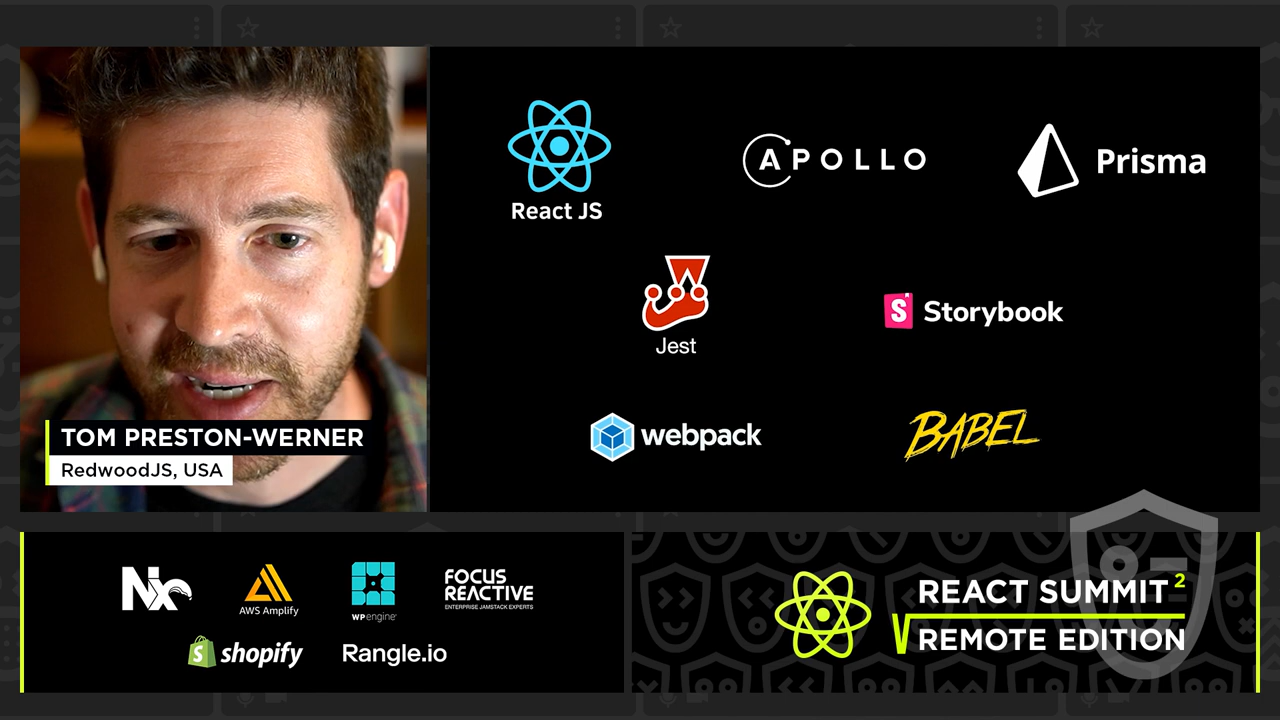 React JS
APOLLO
Prisma
Jest
S Storybook
webpack
BABEL
TOM PRESTON-WERNER
RedwoodJS, USA
Nx
AWS Amplify
WP engine
FOCUS
REACTIVE
ENTERPRISE JAMSTACK EXPERTS
S shopify
Rangle.io
REACT SUMMIT 2
REMOTE EDITION